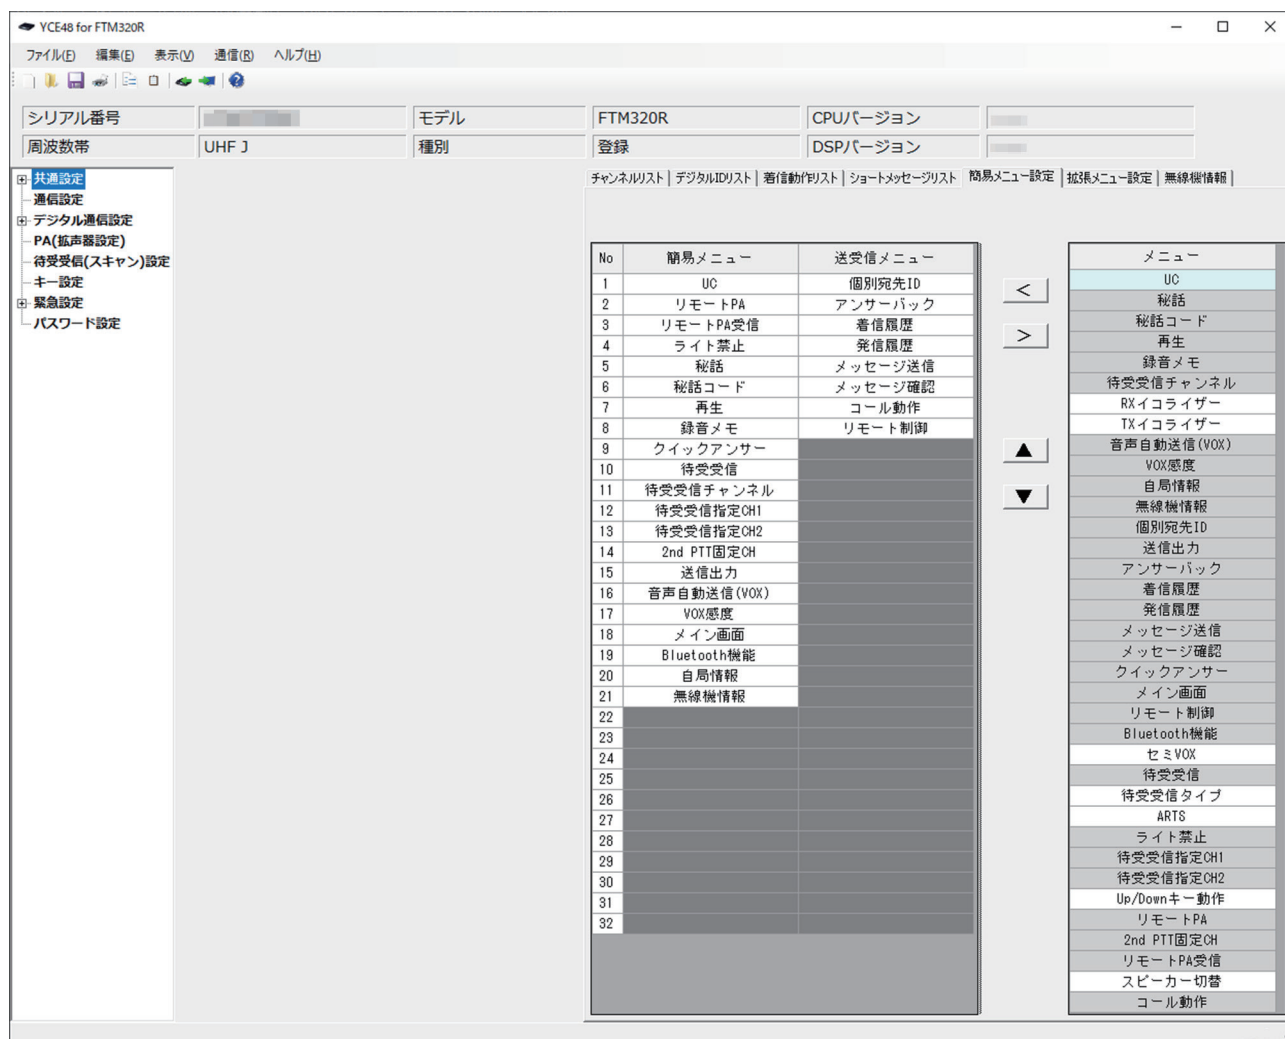 YCE48 for FTM320R
ファイル(F) 編集(E) 表示(V) 通信(R) ヘルプ(H)
シリアル番号 モデル FTM320R CPUバージョン
周波数帯 UHF J 種別 登録 DSPバージョン
共通設定
通信設定
デジタル通信設定
PA(拡声器設定)
待受受信(スキャン)設定
キー設定
緊急設定
パスワード設定
チャンネルリスト デジタルIDリスト 着信動作リスト ショートメッセージリスト 簡易メニュー設定 拡張メニュー設定 無線機情報
No 簡易メニュー 送受信メニュー
1 UC 個別宛先ID
2 リモートPA アンサーバック
3 リモートPA受信 着信履歴
4 ライト禁止 発信履歴
5 秘話 メッセージ送信
6 秘話コード メッセージ確認
7 再生 コール動作
8 録音メモ リモート制御
9 クイックアンサー
10 待受受信
11 待受受信チャンネル
12 待受受信指定CH1
13 待受受信指定CH2
14 2nd PTT固定CH
15 送信出力
16 音声自動送信(VOX)
17 VOX感度
18 メイン画面
19 Bluetooth機能
20 自局情報
21 無線機情報
22
23
24
25
26
27
28
29
30
31
32
<
>
▲
▼
メニュー
UC
秘話
秘話コード
再生
録音メモ
待受受信チャンネル
RXイコライザー
TXイコライザー
音声自動送信(VOX)
VOX感度
自局情報
無線機情報
個別宛先ID
送信出力
アンサーバック
着信履歴
発信履歴
メッセージ送信
メッセージ確認
クイックアンサー
メイン画面
リモート制御
Bluetooth機能
セミVOX
待受受信
待受受信タイプ
ARTS
ライト禁止
待受受信指定CH1
待受受信指定CH2
Up/Downキー動作
リモートPA
2nd PTT固定CH
リモートPA受信
スピーカー切替
コール動作